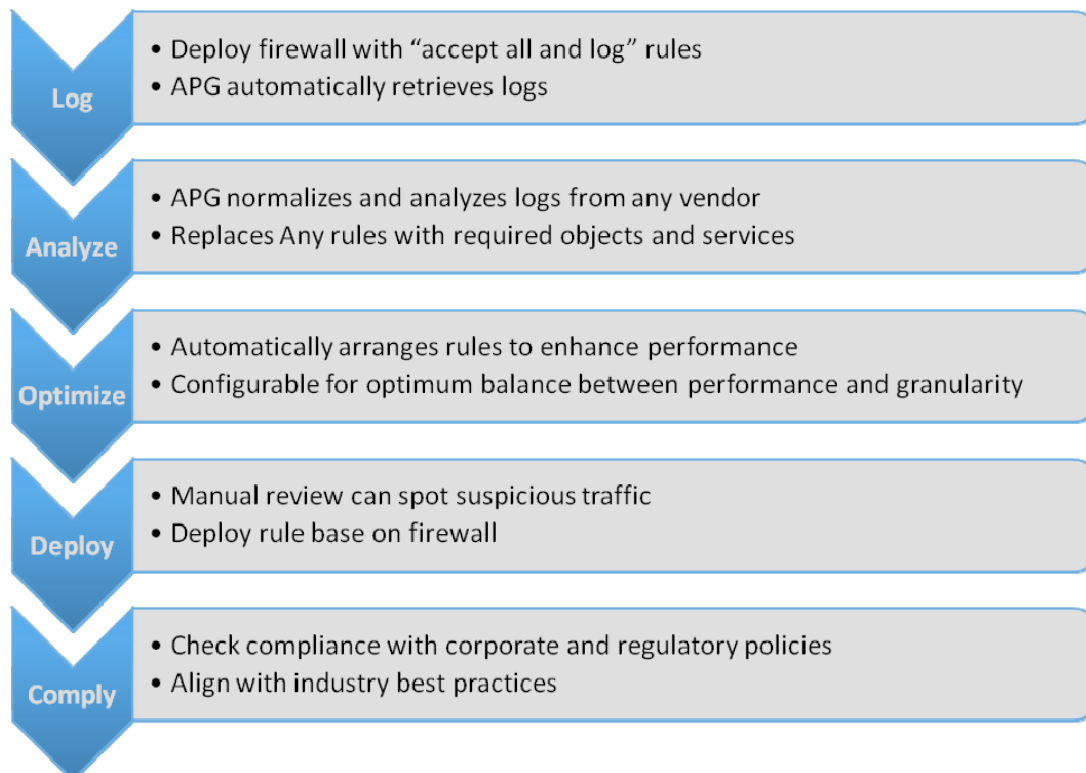 Log
• Deploy firewall with “accept all and log” rules
• APG automatically retrieves logs
Analyze
• APG normalizes and analyzes logs from any vendor
• Replaces Any rules with required objects and services
Optimize
• Automatically arranges rules to enhance performance
• Configurable for optimum balance between performance and granularity
Deploy
• Manual review can spot suspicious traffic
• Deploy rule base on firewall
Comply
• Check compliance with corporate and regulatory policies
• Align with industry best practices